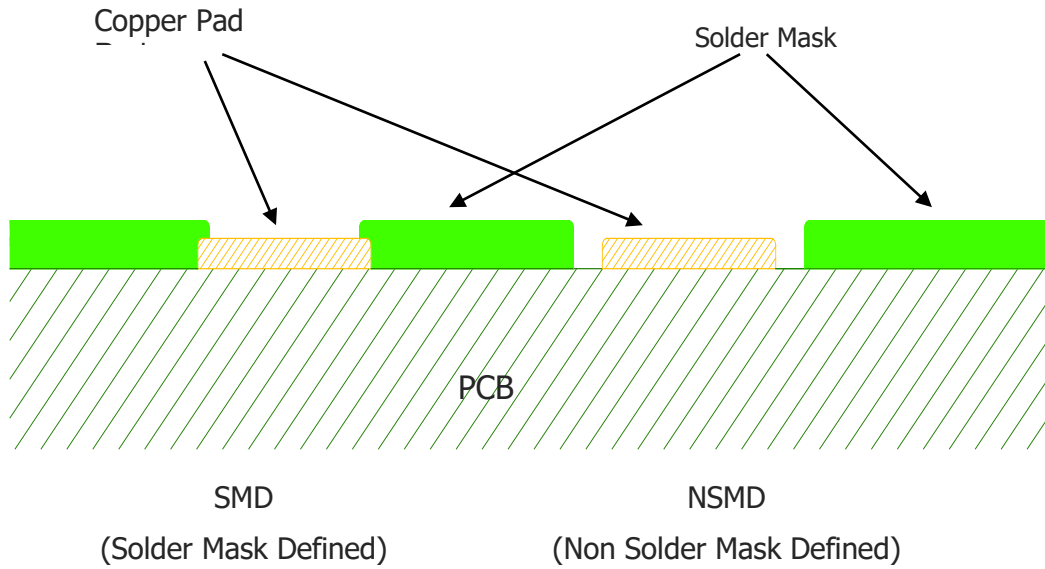 Copper Pad
Solder Mask
PCB
SMD
NSMD
(Solder Mask Defined)
(Non Solder Mask Defined)